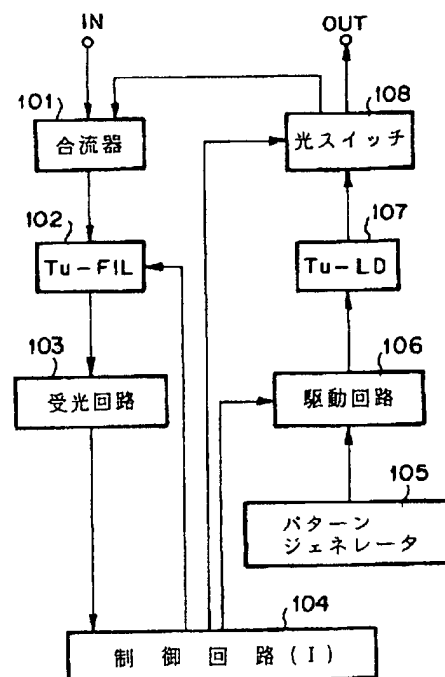 IN
OUT
101
合流器
108
光スイッチ
102
Tu-FIL
107
Tu-LD
103
受光回路
106
駆動回路
105
パターン
ジェネレータ
104
制御回路(I)